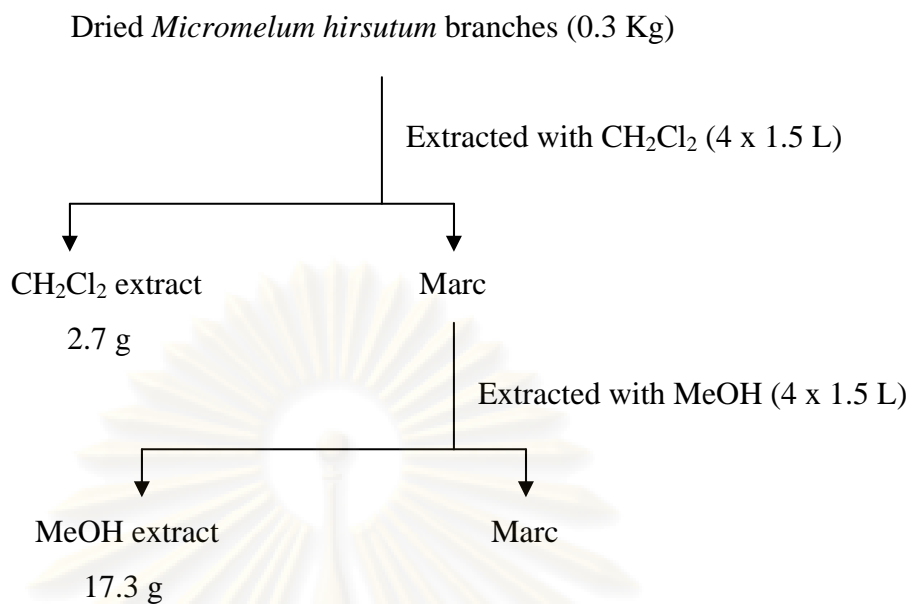 Dried Micromelum hirsutum branches (0.3 Kg)
Extracted with CH₂Cl₂ (4 x 1.5 L)
CH₂Cl₂ extract
Marc
2.7 g
Extracted with MeOH (4 x 1.5 L)
MeOH extract
Marc
17.3 g